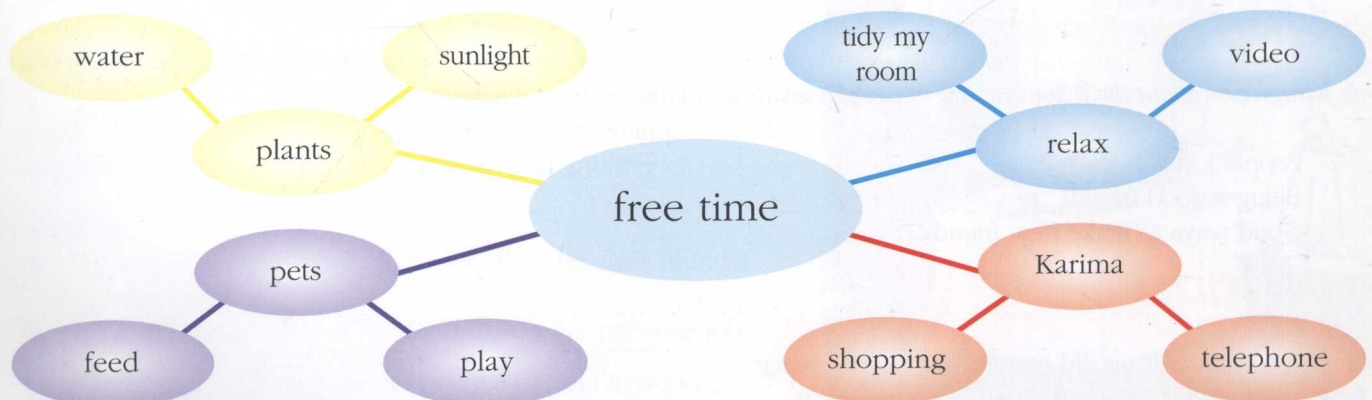 water
sunlight
plants
free time
pets
feed
play
tidy my
room
video
relax
Karima
shopping
telephone